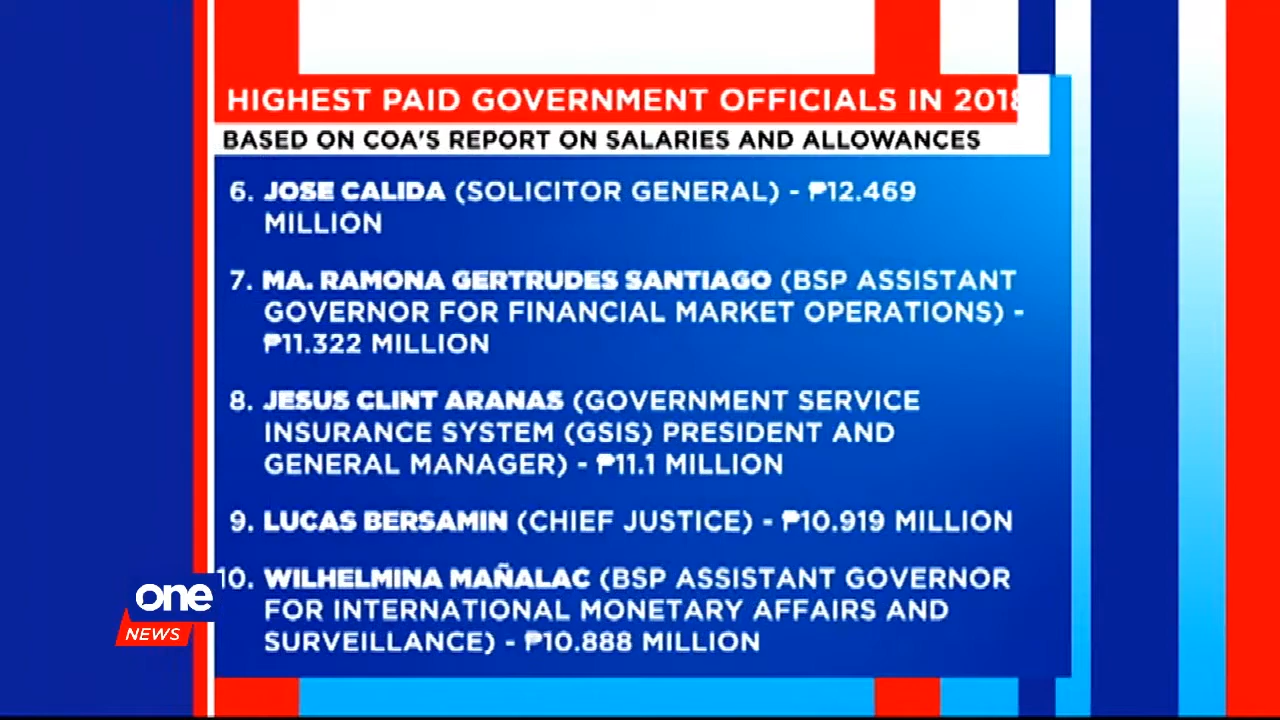 HIGHEST PAID GOVERNMENT OFFICIALS IN 2018
BASED ON COA'S REPORT ON SALARIES AND ALLOWANCES
6. JOSE CALIDA (SOLICITOR GENERAL) - ₱12.469
MILLION
7. MA. RAMONA GERTRUDES SANTIAGO (BSP ASSISTANT
GOVERNOR FOR FINANCIAL MARKET OPERATIONS) -
₱11.322 MILLION
8. JESUS CLINT ARANAS (GOVERNMENT SERVICE
INSURANCE SYSTEM (GSIS) PRESIDENT AND
GENERAL MANAGER) - ₱11.1 MILLION
9. LUCAS BERSAMIN (CHIEF JUSTICE) - ₱10.919 MILLION
10. WILHELMINA MAÑALAC (BSP ASSISTANT GOVERNOR
FOR INTERNATIONAL MONETARY AFFAIRS AND
SURVEILLANCE) - ₱10.888 MILLION
one
NEWS